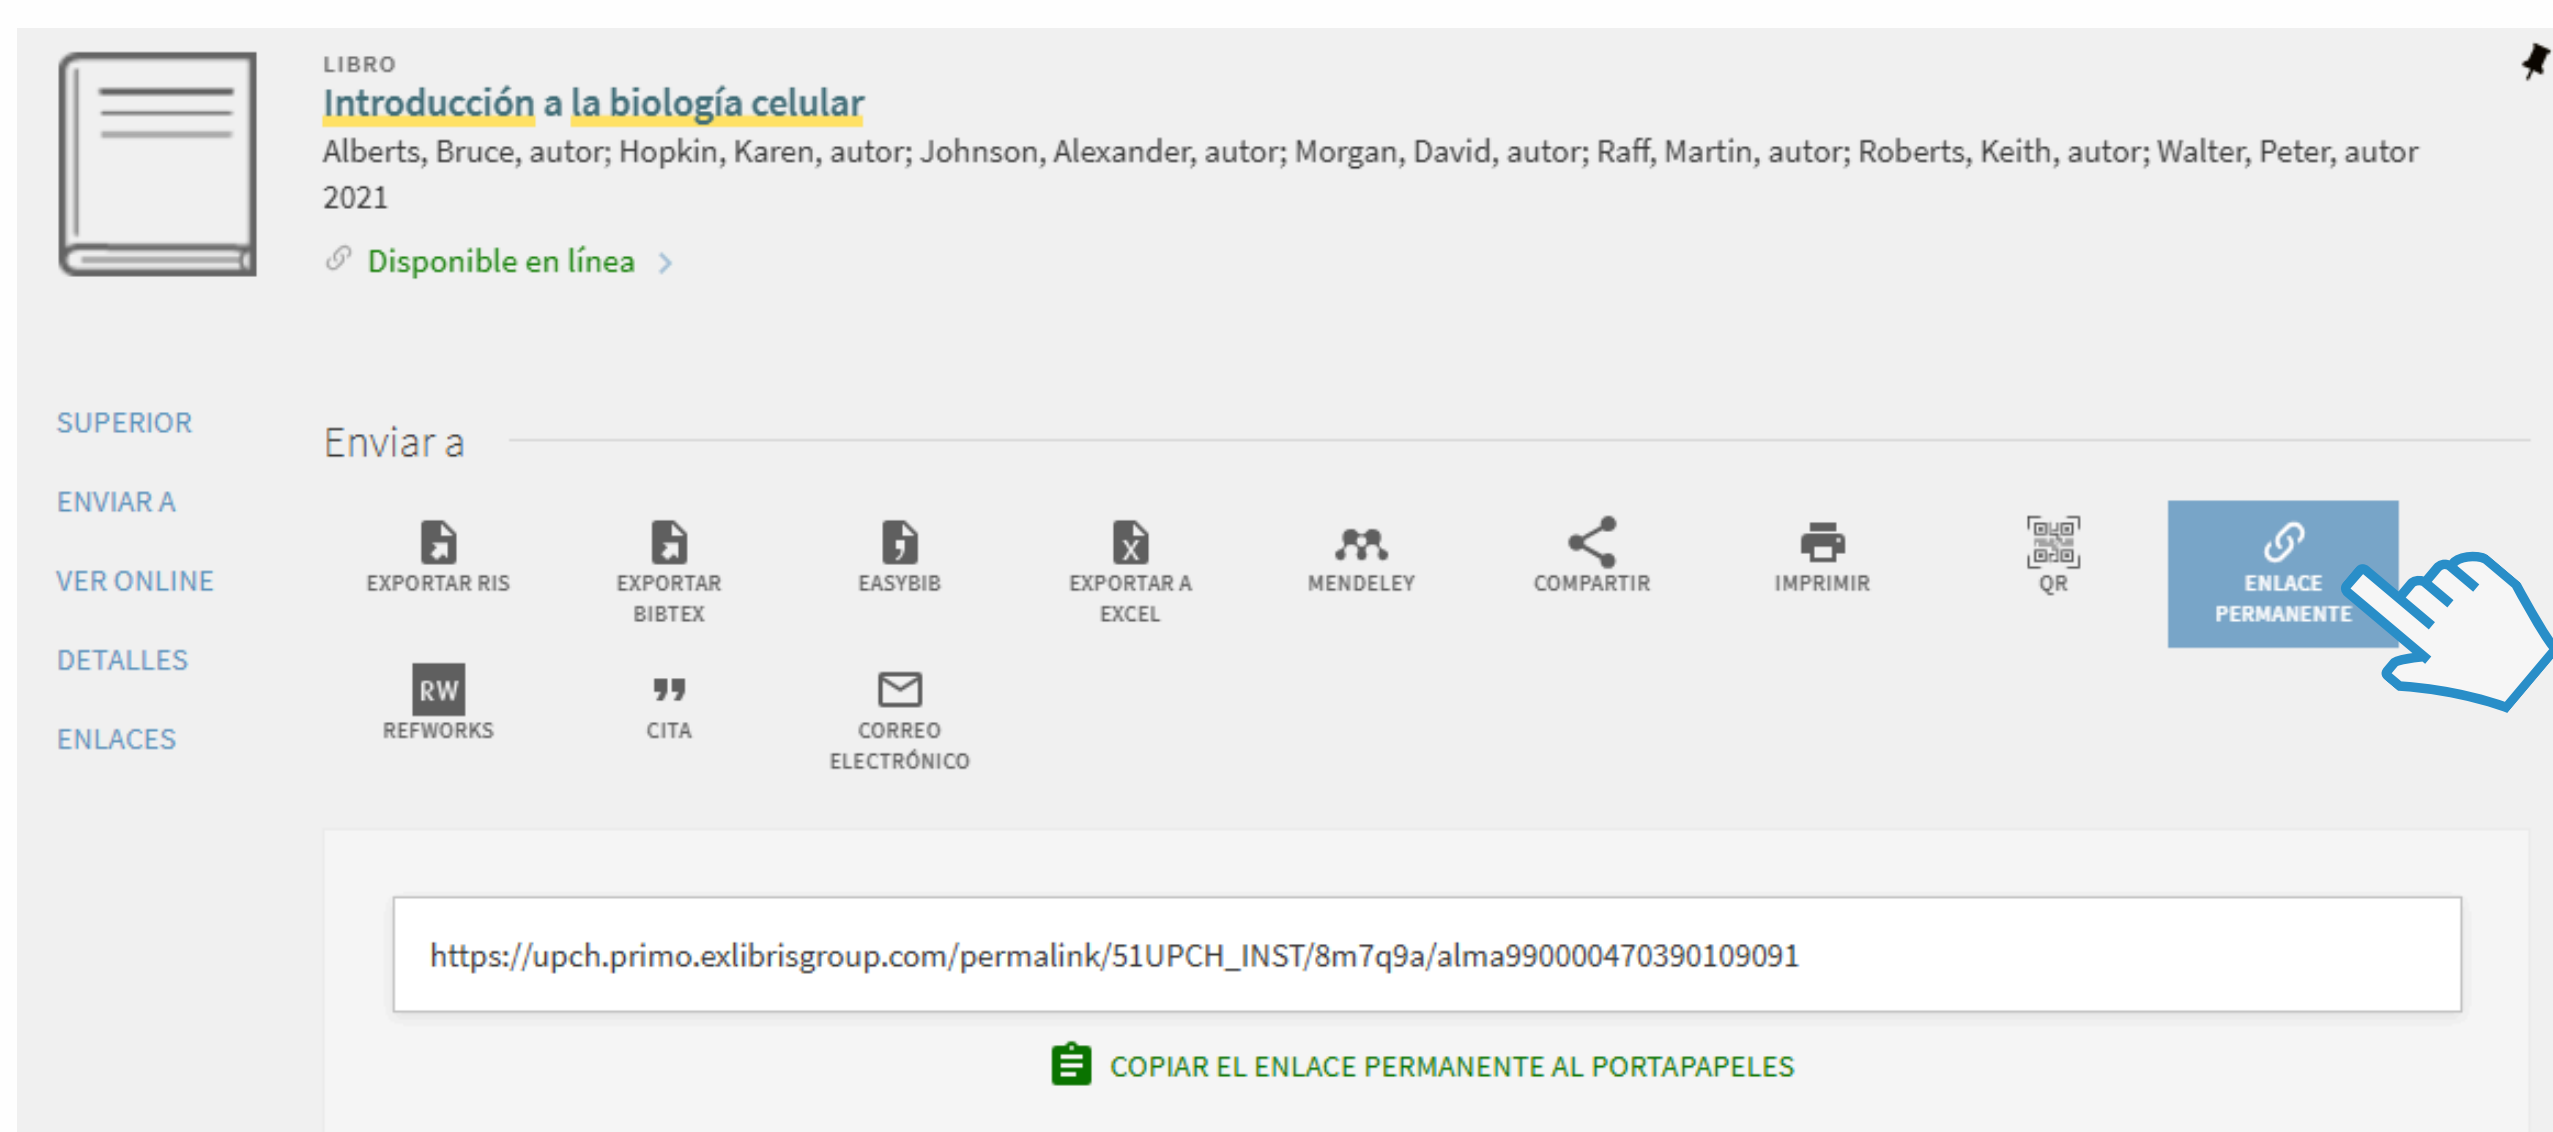 LIBRO
Introducción a la biología celular
Alberts, Bruce, autor; Hopkin, Karen, autor; Johnson, Alexander, autor; Morgan, David, autor; Raff, Martin, autor; Roberts, Keith, autor; Walter, Peter, autor
2021
Disponible en línea
SUPERIOR
ENVIAR A
VER ONLINE
DETALLES
ENLACES
Enviar a
EXPORTAR RIS
EXPORTAR
BIBTEX
EASYBIB
X
EXPORTAR A
EXCEL
MENDELEY
COMPARTIR
IMPRIMIR
QR
ENLACE
PERMANENTE
RW
REFWORKS
CITA
CORREO
ELECTRÓNICO
https://upch.primo.exlibrisgroup.com/permalink/51UPCH_INST/8m7q9a/alma990000470390109091
COPIAR EL ENLACE PERMANENTE AL PORTAPAPELES